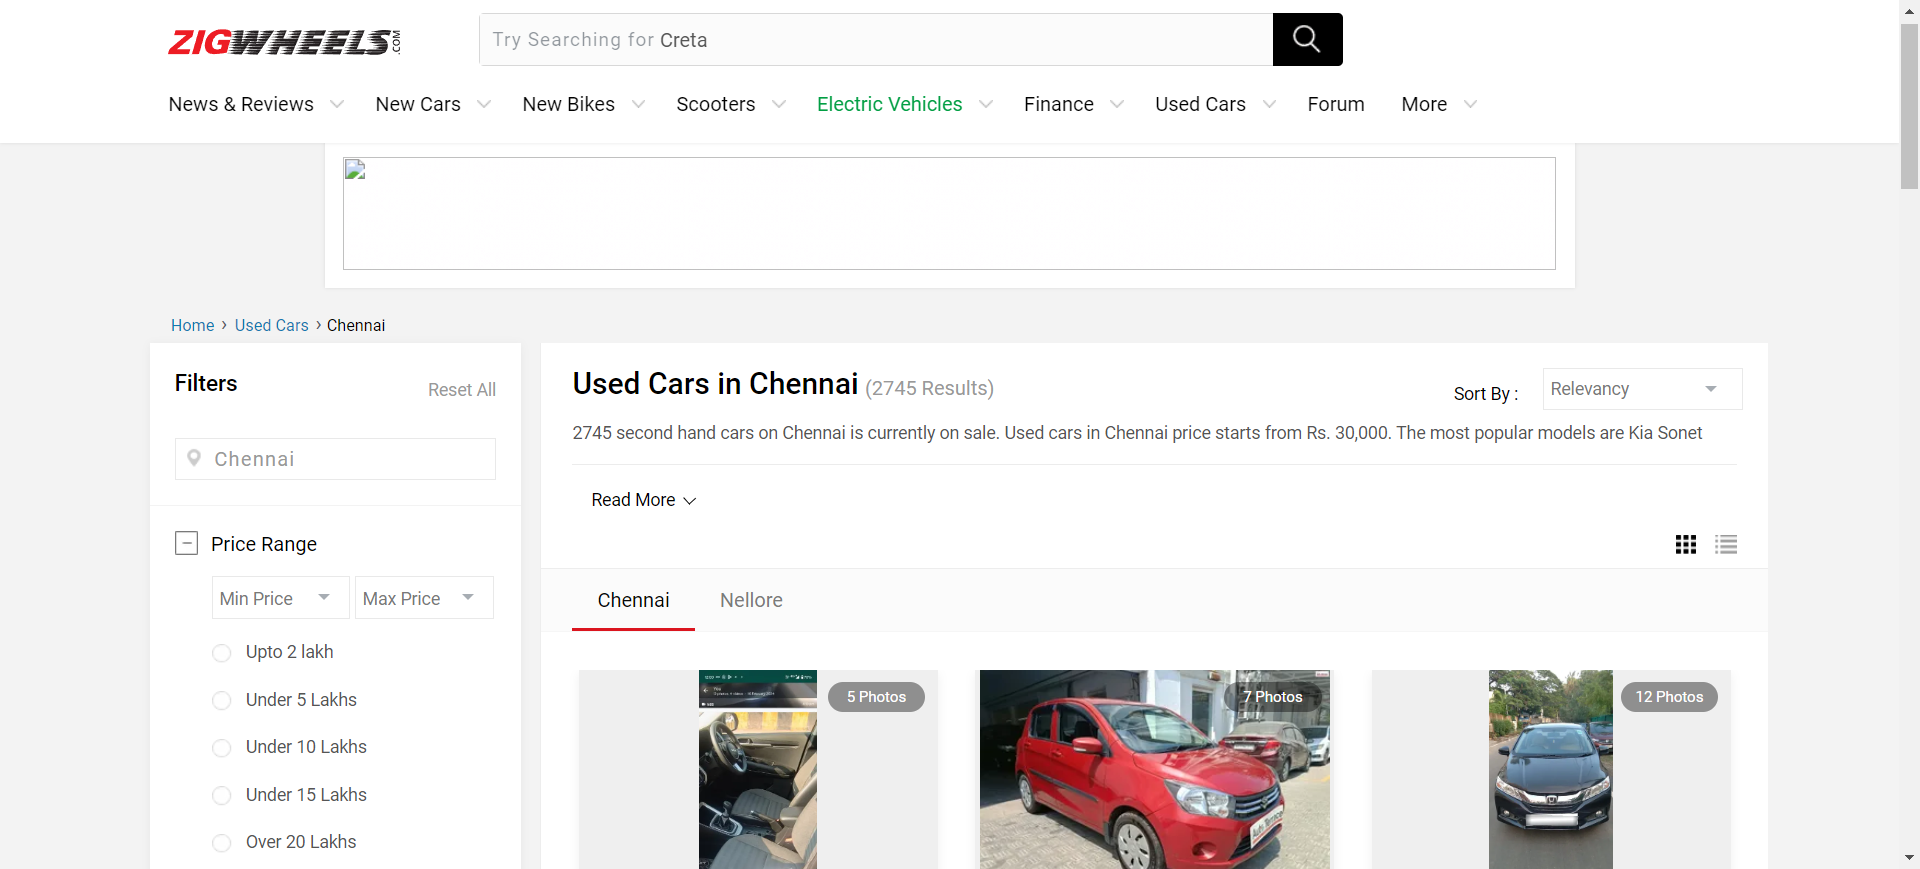 ZIGWHEELS.COM
Try Searching for Creta
News & Reviews New Cars New Bikes Scooters Electric Vehicles Finance Used Cars Forum More
Home › Used Cars › Chennai
Filters
Reset All
Chennai
Price Range
Min Price Max Price
Upto 2 lakh
Under 5 Lakhs
Under 10 Lakhs
Under 15 Lakhs
Over 20 Lakhs
Used Cars in Chennai (2745 Results)
Sort By : Relevancy
2745 second hand cars on Chennai is currently on sale. Used cars in Chennai price starts from Rs. 30,000. The most popular models are Kia Sonet
Read More
Chennai Nellore
5 Photos
7 Photos
12 Photos